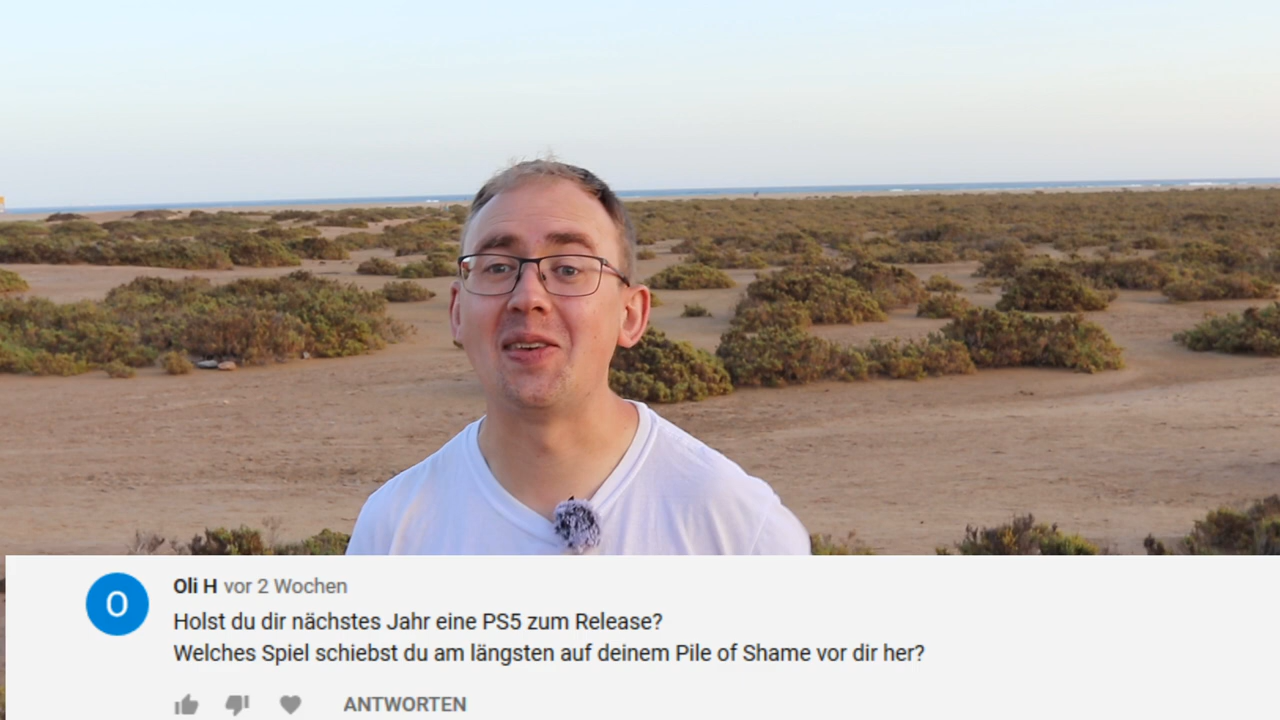 O
Oli H vor 2 Wochen
Holst du dir nächstes Jahr eine PS5 zum Release?
Welches Spiel schiebst du am längsten auf deinem Pile of Shame vor dir her?
ANTWORTEN